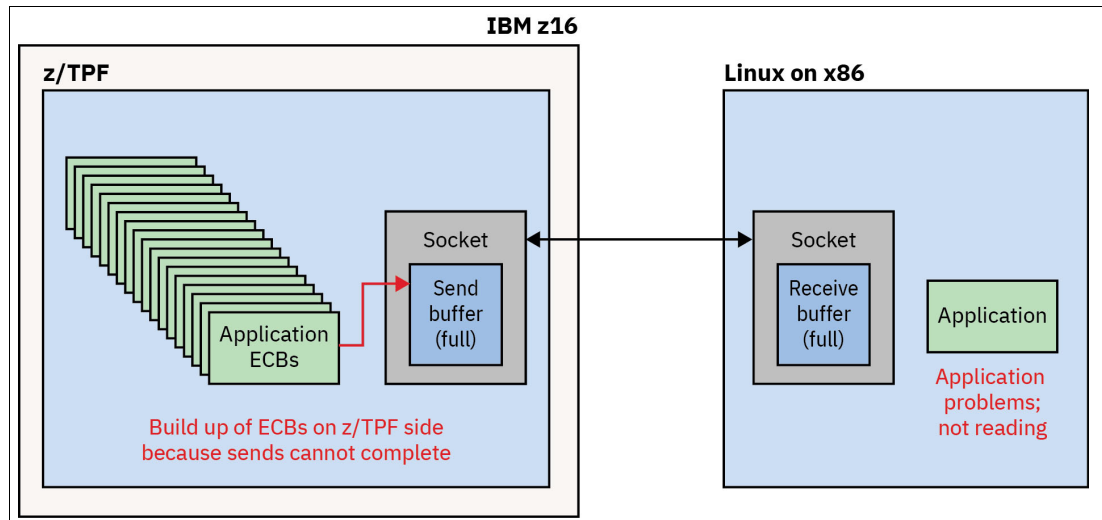 IBM z16
z/TPF
Linux on x86
Socket
Send
buffer
(full)
Application
ECBs
Build up of ECBs on z/TPF side
because sends cannot complete
Socket
Receive
buffer
(full)
Application
Application
problems;
not reading